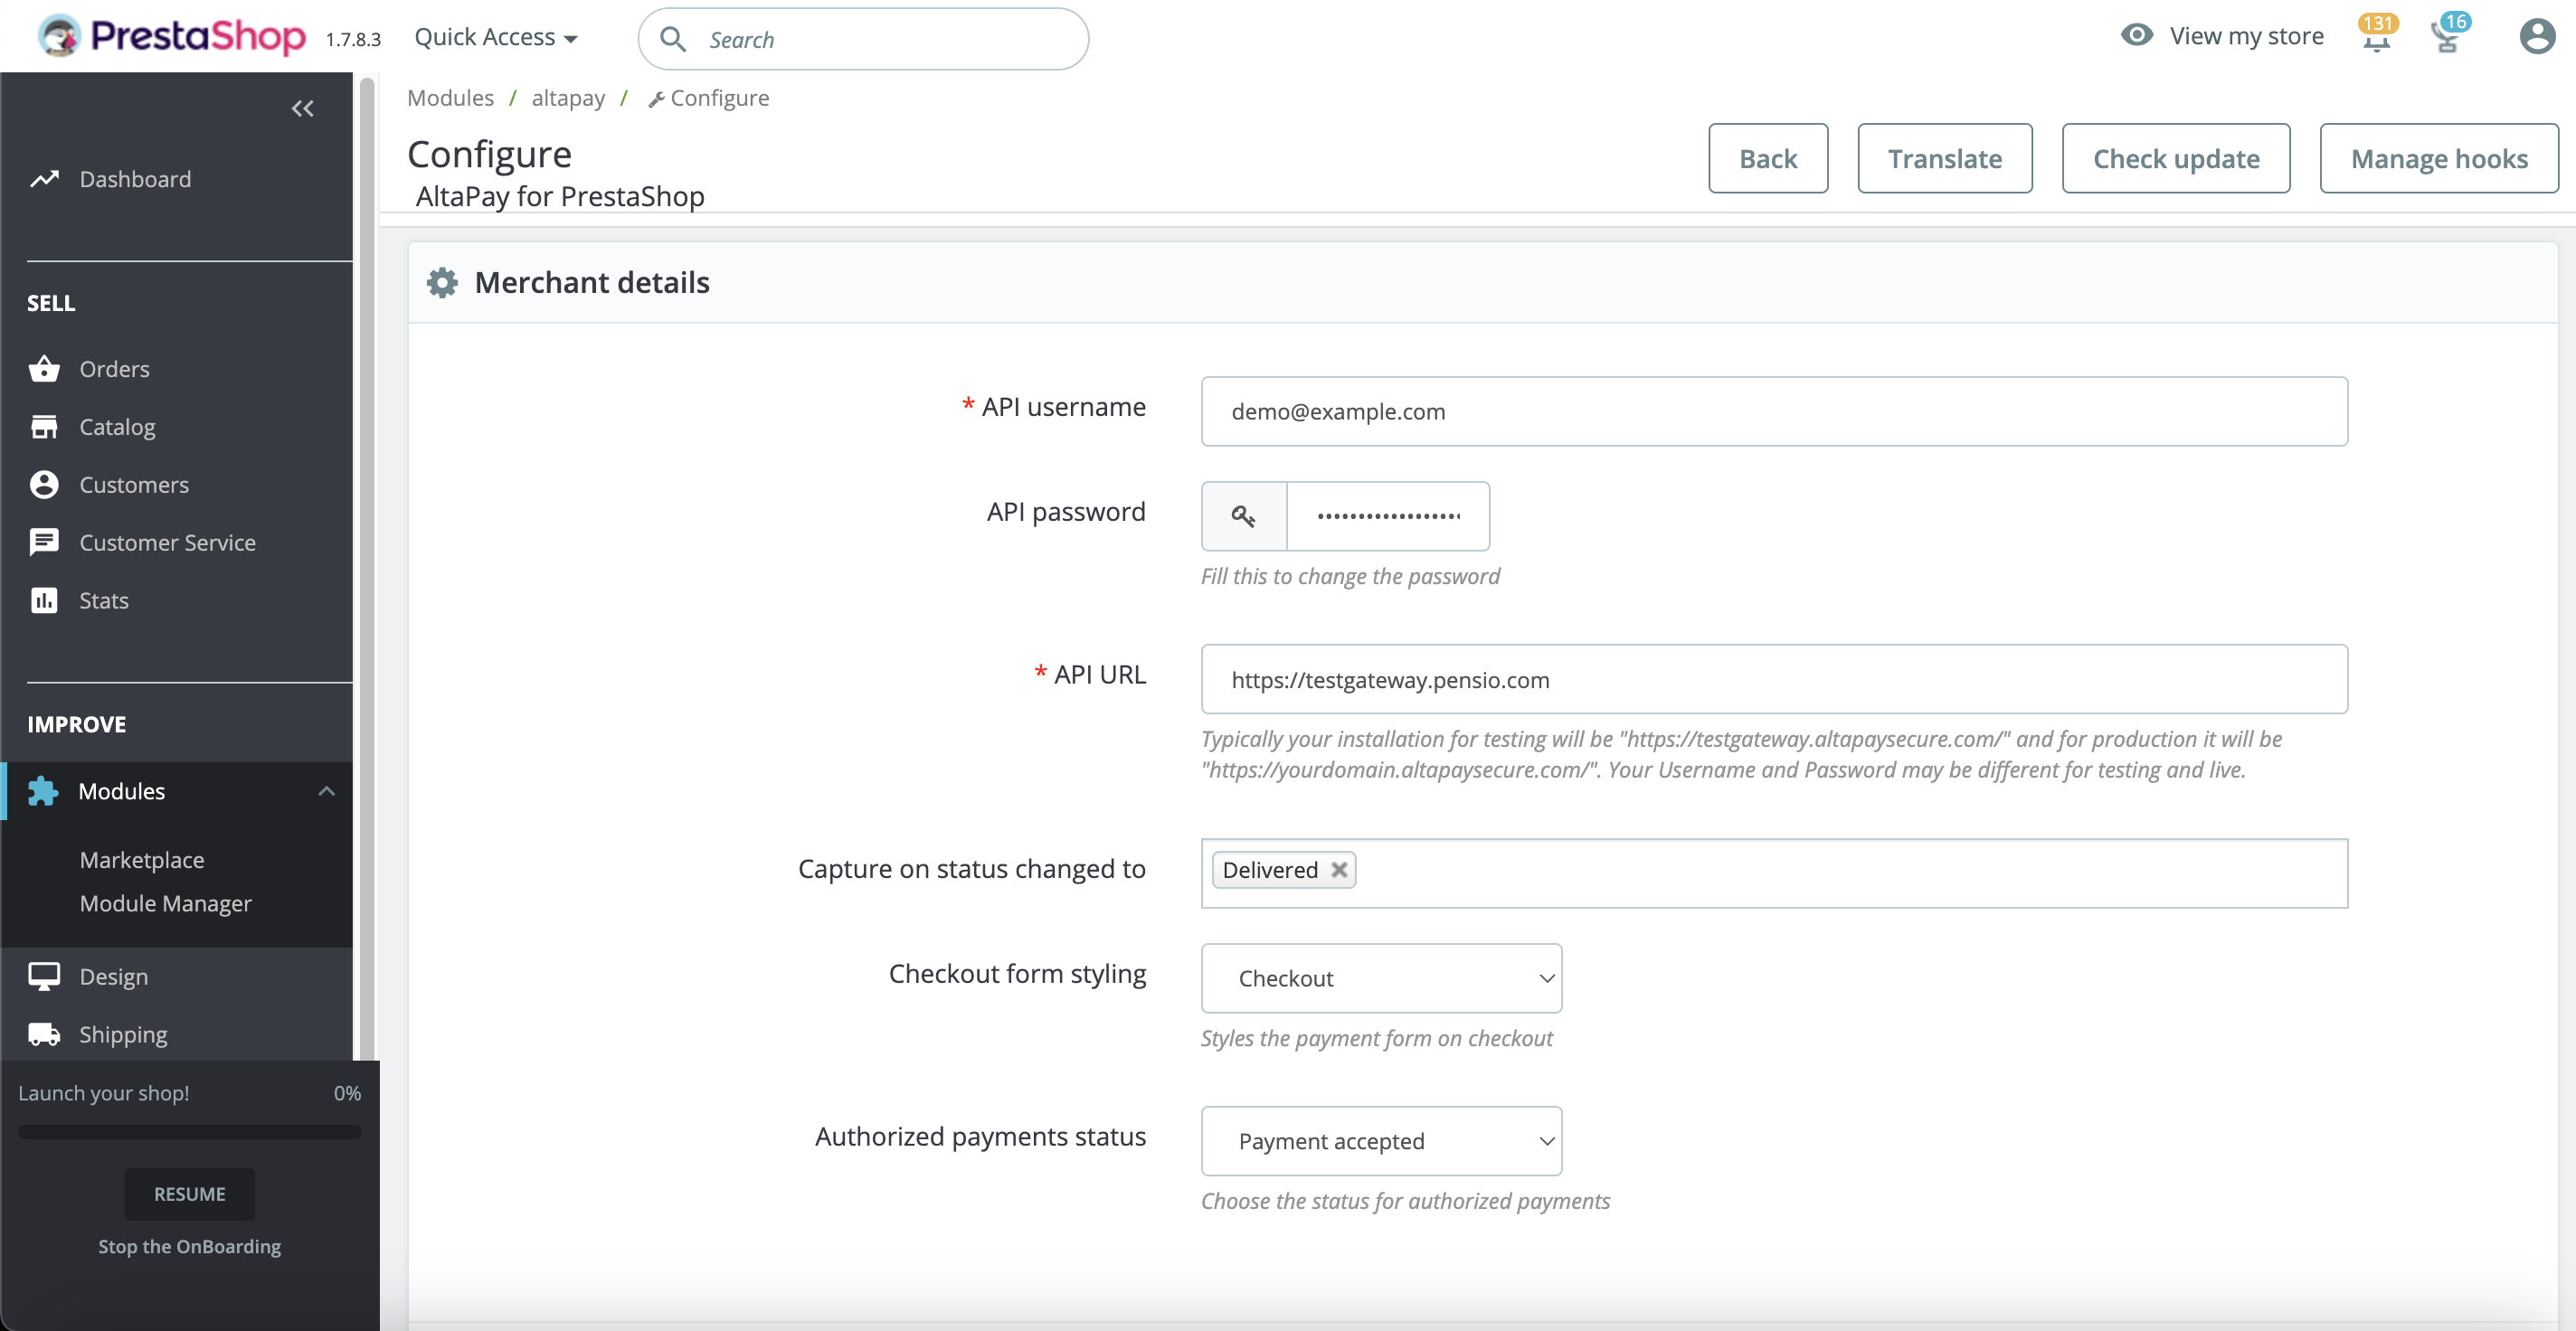 PrestaShop 1.7.8.3 Quick Access Search View my store 131 16
Modules / altapay / Configure
Configure
AltaPay for PrestaShop
Back Translate Check update Manage hooks
Dashboard
SELL
Orders
Catalog
Customers
Customer Service
Stats
IMPROVE
Modules
Marketplace
Module Manager
Design
Shipping
Launch your shop! 0%
RESUME
Stop the OnBoarding
Merchant details
* API username demo@example.com
API password ••••••••••••••••••
Fill this to change the password
* API URL https://testgateway.pensio.com
Typically your installation for testing will be "https://testgateway.altapaysecure.com/" and for production it will be
"https://yourdomain.altapaysecure.com/". Your Username and Password may be different for testing and live.
Capture on status changed to Delivered
Checkout form styling Checkout
Styles the payment form on checkout
Authorized payments status Payment accepted
Choose the status for authorized payments